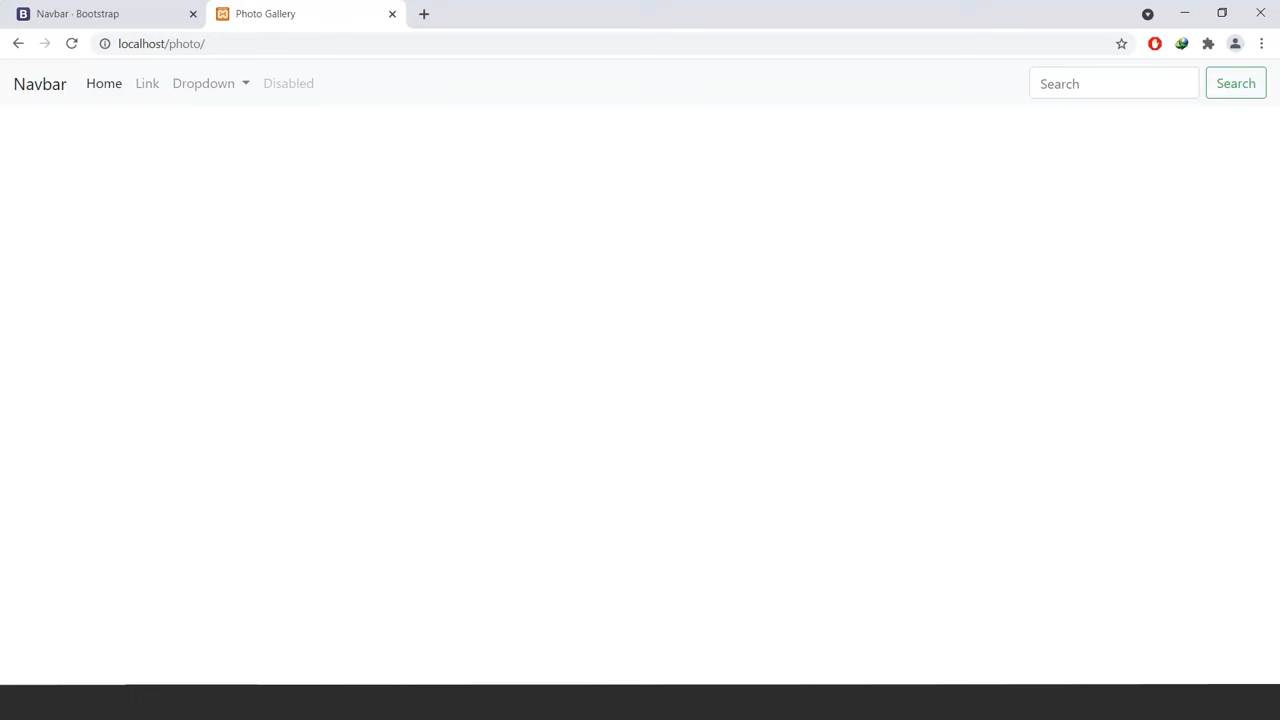 Navbar · Bootstrap
Photo Gallery
localhost/photo/
Navbar Home Link Dropdown Disabled Search Search